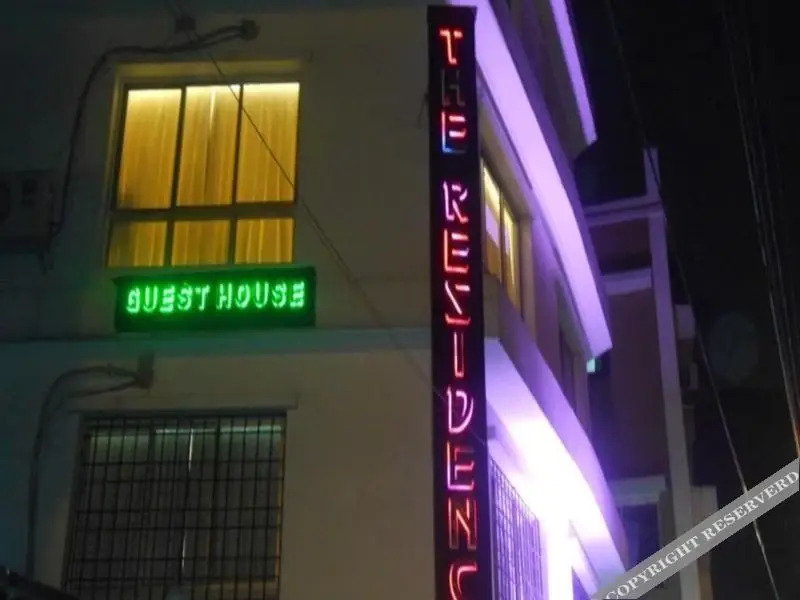 THE RESIDENC
GUEST HOUSE
COPYRIGHT RESERVERD